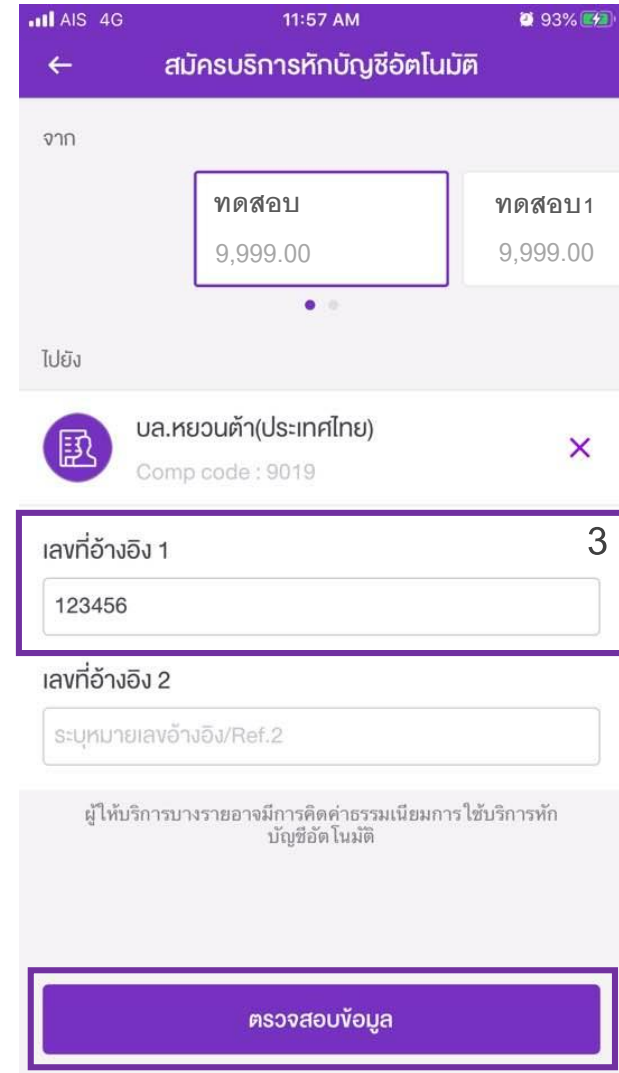 AIS 4G 11:57 AM 93%
สมัครบริการหักบัญชีอัตโนมัติ
จาก
ทดสอบ ทดสอบ1
9,999.00 9,999.00
ไปยัง
บล.หยวนต้า(ประเทศไทย)
Comp code : 9019
เลขที่อ้างอิง 1 3
123456
เลขที่อ้างอิง 2
ระบุหมายเลขอ้างอิง/Ref.2
ผู้ให้บริการบางรายอาจมีการคิดค่าธรรมเนียมการใช้บริการหัก
บัญชีอัตโนมัติ
ตรวจสอบข้อมูล